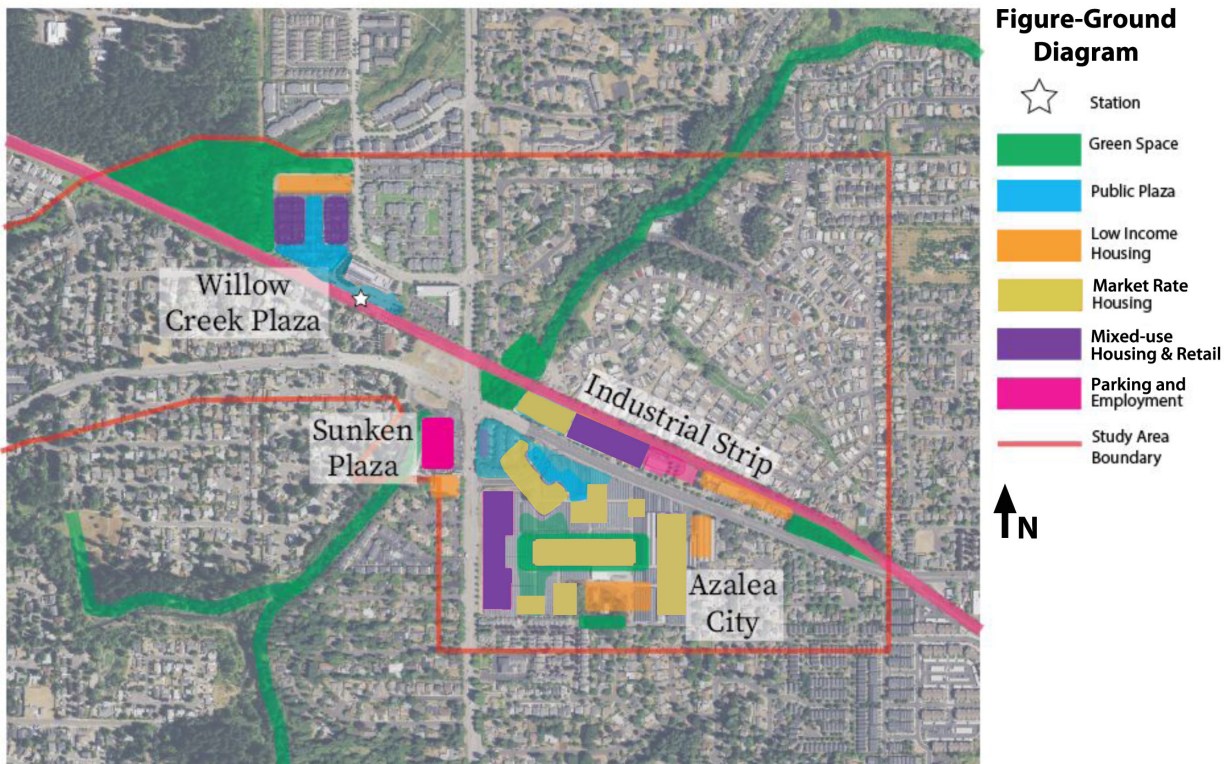 Figure-Ground
Diagram
Station
Green Space
Public Plaza
Low Income
Housing
Market Rate
Housing
Mixed-use
Housing & Retail
Parking and
Employment
Study Area
Boundary
N
Willow
Creek Plaza
Industrial Strip
Sunken
Plaza
Azalea
City